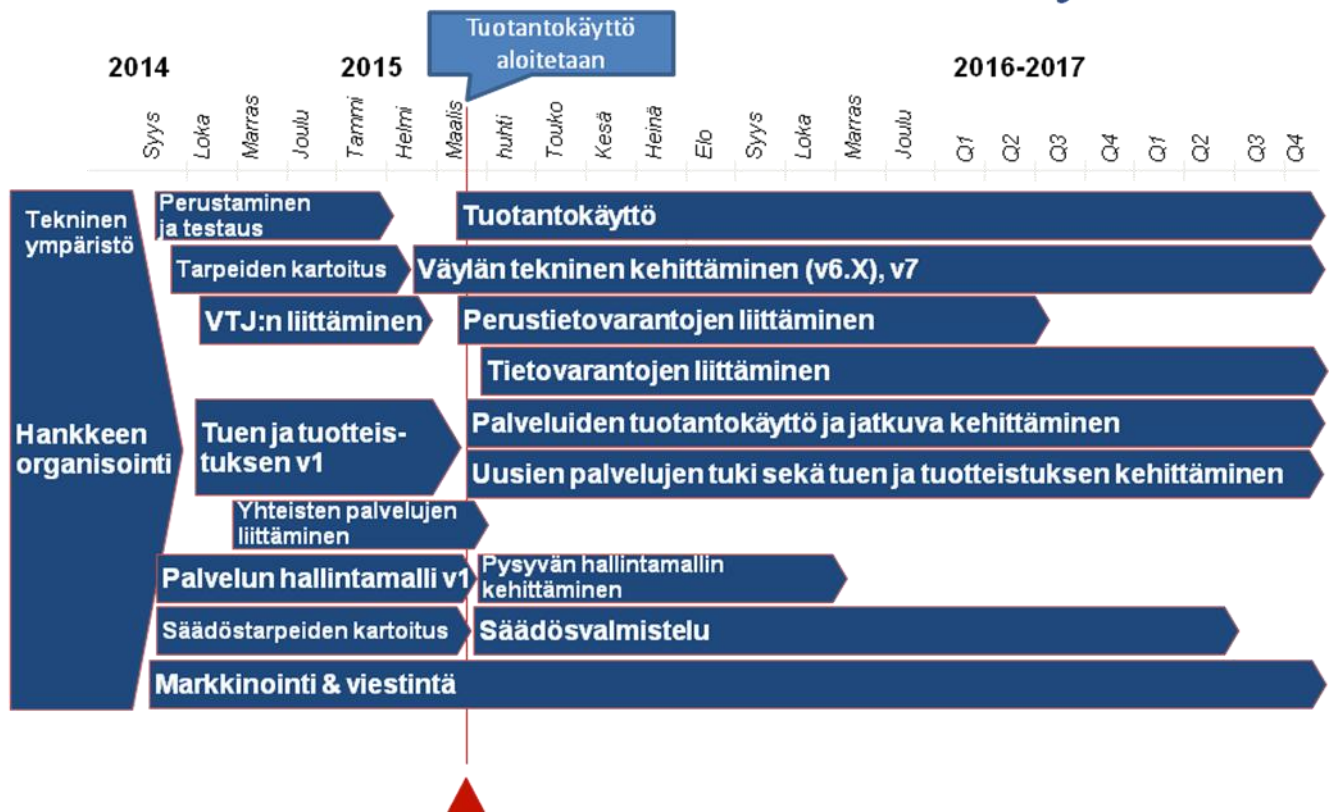 Tuotantokäyttö
aloitetaan
2014
2015
2016-2017
Syys
Loka
Marras
Joulu
Tammi
Helmi
Maalis
huhti
Touko
Kesä
Heinä
Elo
Syys
Loka
Marras
Joulu
Q1
Q2
Q3
Q4
Q1
Q2
Q3
Q4
Tekninen
ympäristö
Hankkeen
organisointi
Perustaminen
ja testaus
Tuotantokäyttö
Tarpeiden kartoitus
Väylän tekninen kehittäminen (v6.X), v7
VTJ:n liittäminen
Perustietovarantojen liittäminen
Tietovarantojen liittäminen
Tuen ja tuotteis-
tuksen v1
Palveluiden tuotantokäyttö ja jatkuva kehittäminen
Uusien palvelujen tuki sekä tuen ja tuotteistuksen kehittäminen
Yhteisten palvelujen
liittäminen
Palvelun hallintamalli v1
Pysyvän hallintamallin
kehittäminen
Säädöstarpeiden kartoitus
Säädösvalmistelu
Markkinointi & viestintä